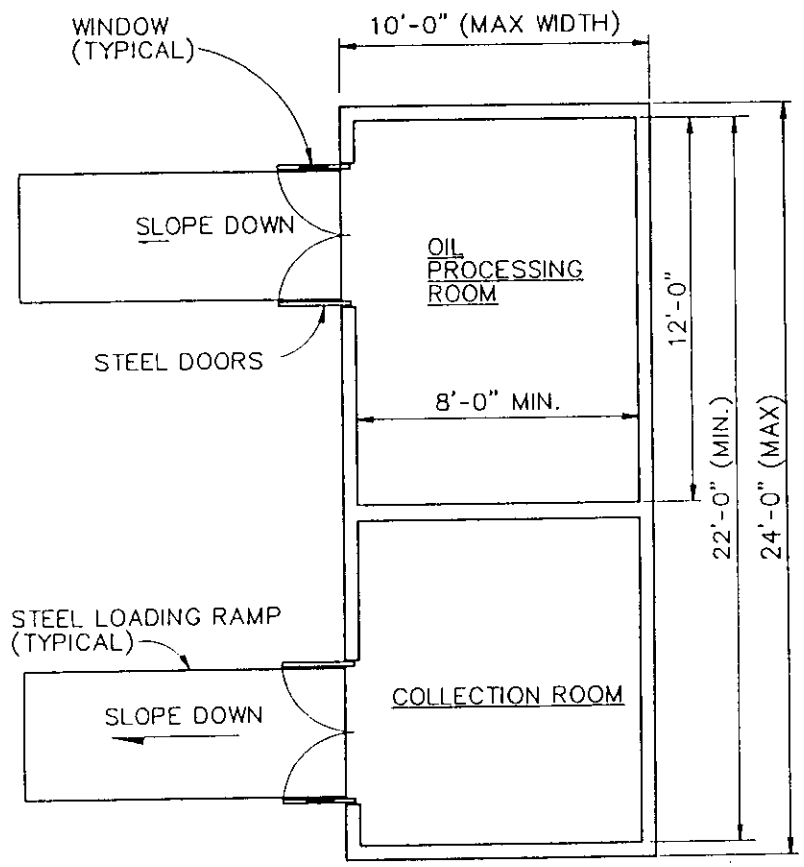 WINDOW
(TYPICAL)
10'-0" (MAX WIDTH)
SLOPE DOWN
OIL
PROCESSING
ROOM
STEEL DOORS
12'-0"
8'-0" MIN.
22'-0" (MIN.)
24'-0" (MAX)
STEEL LOADING RAMP
(TYPICAL)
SLOPE DOWN
COLLECTION ROOM